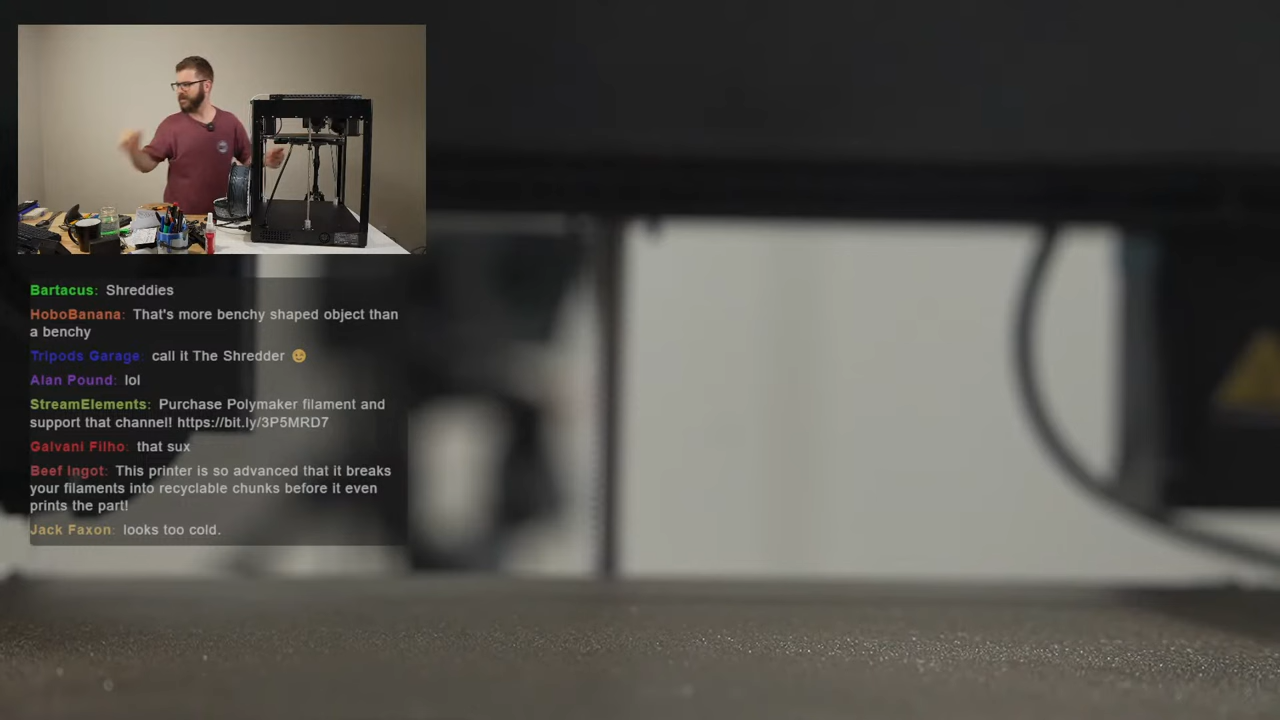 Bartacus: Shreddies
HoboBanana: That's more benchy shaped object than
a benchy
Tripods Garage: call it The Shredder 😉
Alan Pound: lol
StreamElements: Purchase Polymaker filament and
support that channel! https://bit.ly/3P5MRD7
Galvani Filho: that sux
Beef Ingot: This printer is so advanced that it breaks
your filaments into recyclable chunks before it even
prints the part!
Jack Faxon: looks too cold.